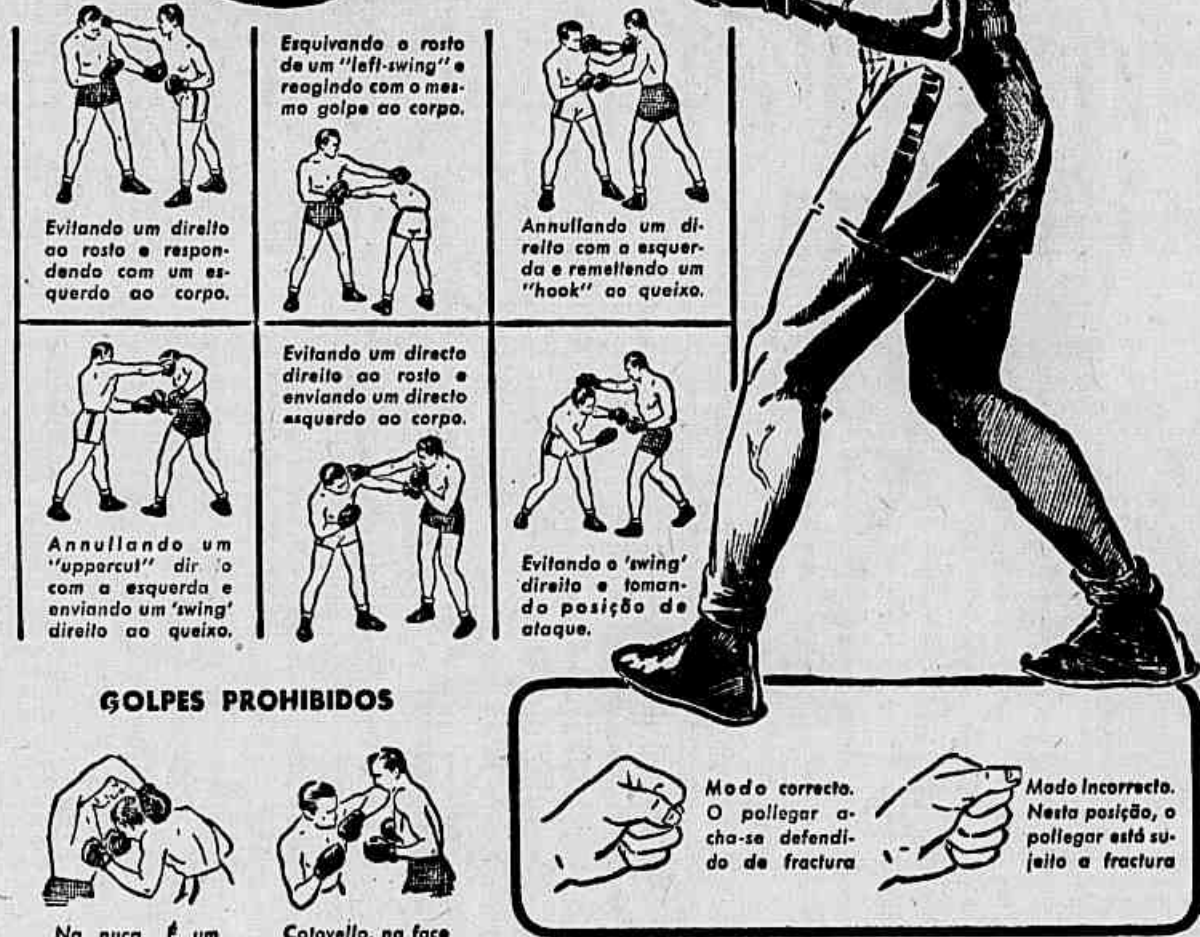 Evitando um direito
ao rosto e respon-
dendo com um es-
querdo ao corpo.
Esquivando o rosto
de um "left-swing" e
reagindo com o mes-
mo golpe ao corpo.
Annullando um di-
reito com a esquer-
da e remettendo um
"hook" ao queixo.
Annullando um
"uppercut"
com a esquerda e
enviando um 'swing'
direito ao queixo.
Evitando um directo
direito ao rosto e
enviando um directo
esquerdo ao corpo.
Evitando o 'swing'
direito e toman-
do posição de
ataque.
GOLPES PROHIBIDOS
Na nuca. É um
Cotovello, na face
Modo correcto.
O pollegar a-
cha-se defendi-
do de fractura
Modo incorrecto.
Nesta posição, o
pollegar está su-
jeito a fractura